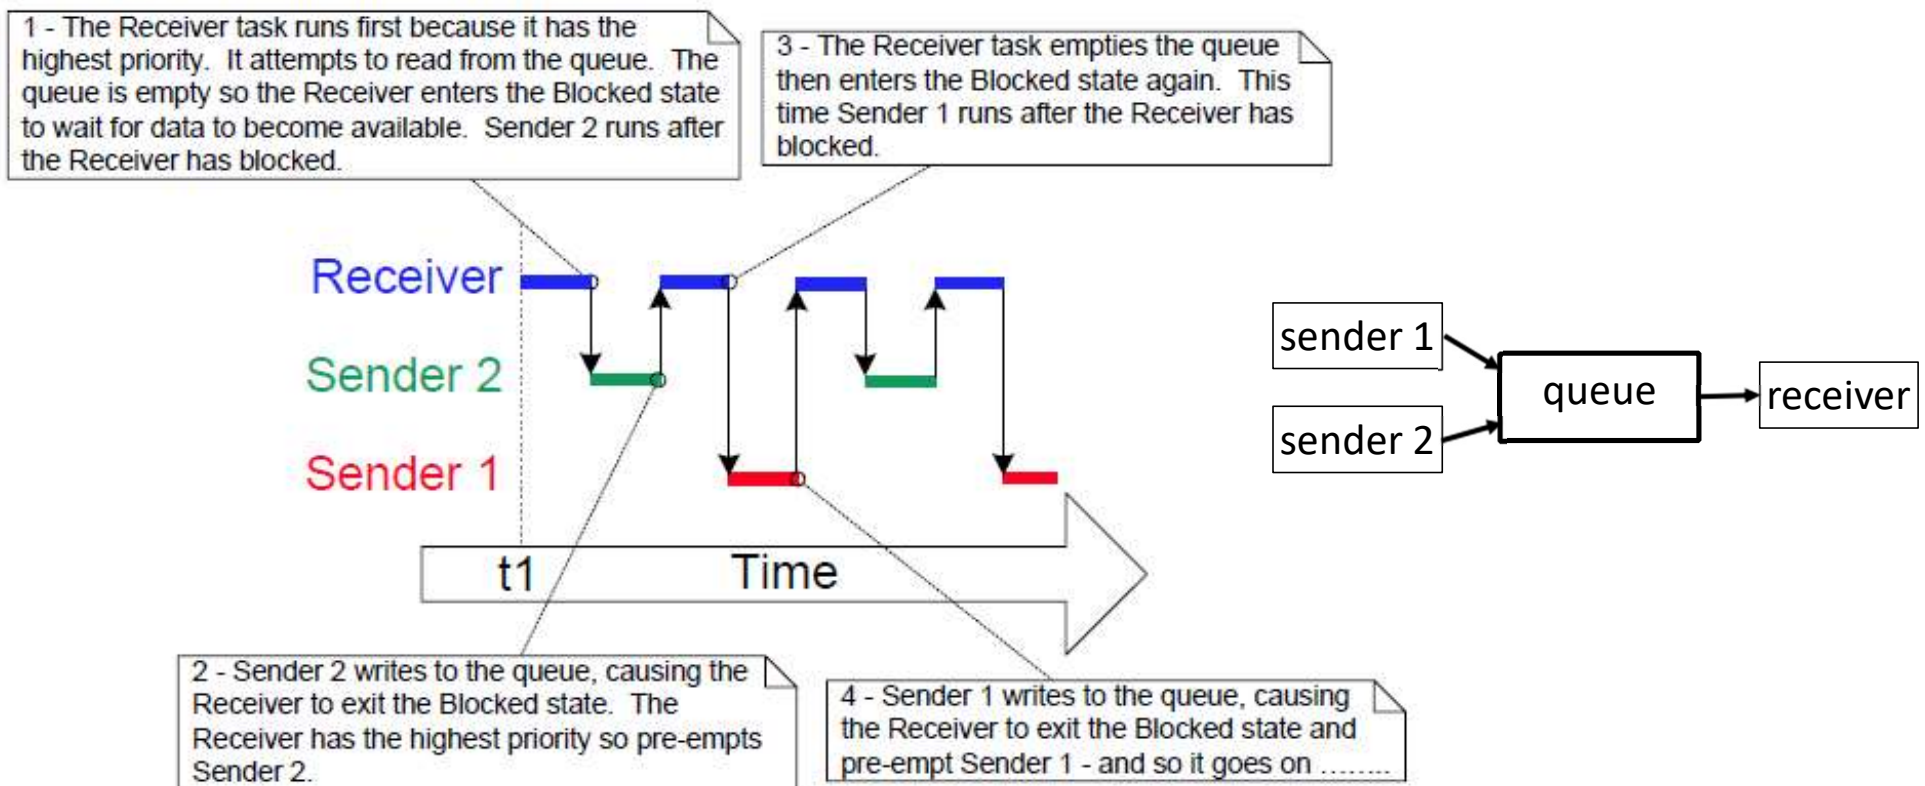 1 - The Receiver task runs first because it has the
highest priority.  It attempts to read from the queue.  The
queue is empty so the Receiver enters the Blocked state
to wait for data to become available.  Sender 2 runs after
the Receiver has blocked.
3 - The Receiver task empties the queue
then enters the Blocked state again.  This
time Sender 1 runs after the Receiver has
blocked.
Receiver
Sender 2
Sender 1
t1
Time
sender 1
sender 2
queue
receiver
2 - Sender 2 writes to the queue, causing the
Receiver to exit the Blocked state.  The
Receiver has the highest priority so pre-empts
Sender 2.
4 - Sender 1 writes to the queue, causing
the Receiver to exit the Blocked state and
pre-empt Sender 1 - and so it goes on ........